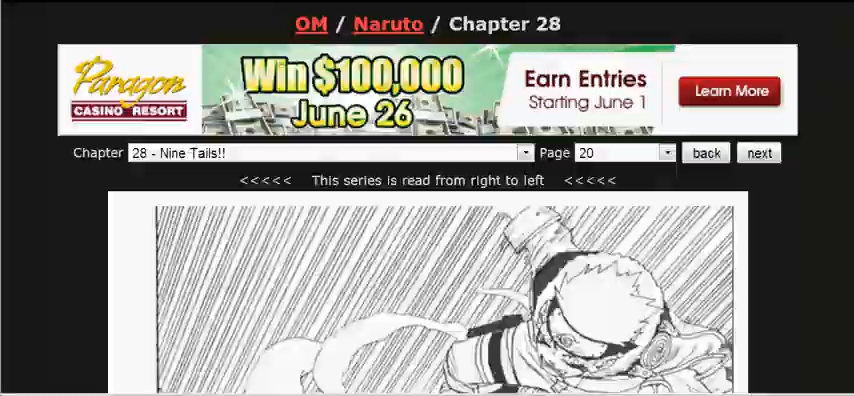 OM / Naruto / Chapter 28
Paragon
CASINO RESORT
Win $100,000
June 26
Earn Entries
Starting June 1
Learn More
Chapter 28 - Nine Tails!! Page 20 back next
<<<<< This series is read from right to left <<<<<